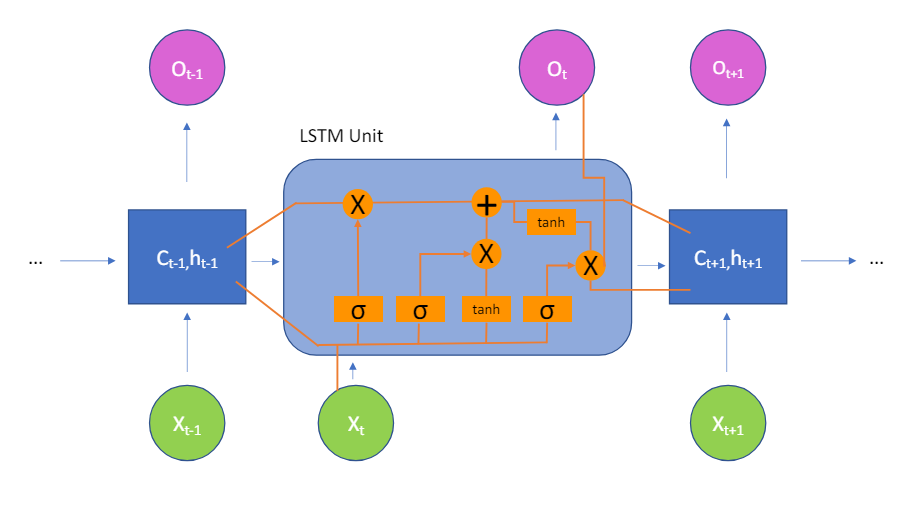 Oₜ₋₁
Oₜ
Oₜ₊₁
LSTM Unit
X
+
tanh
...
Cₜ₋₁,hₜ₋₁
X
X
Cₜ₊₁,hₜ₊₁
...
σ
σ
tanh
σ
Xₜ₋₁
Xₜ
Xₜ₊₁